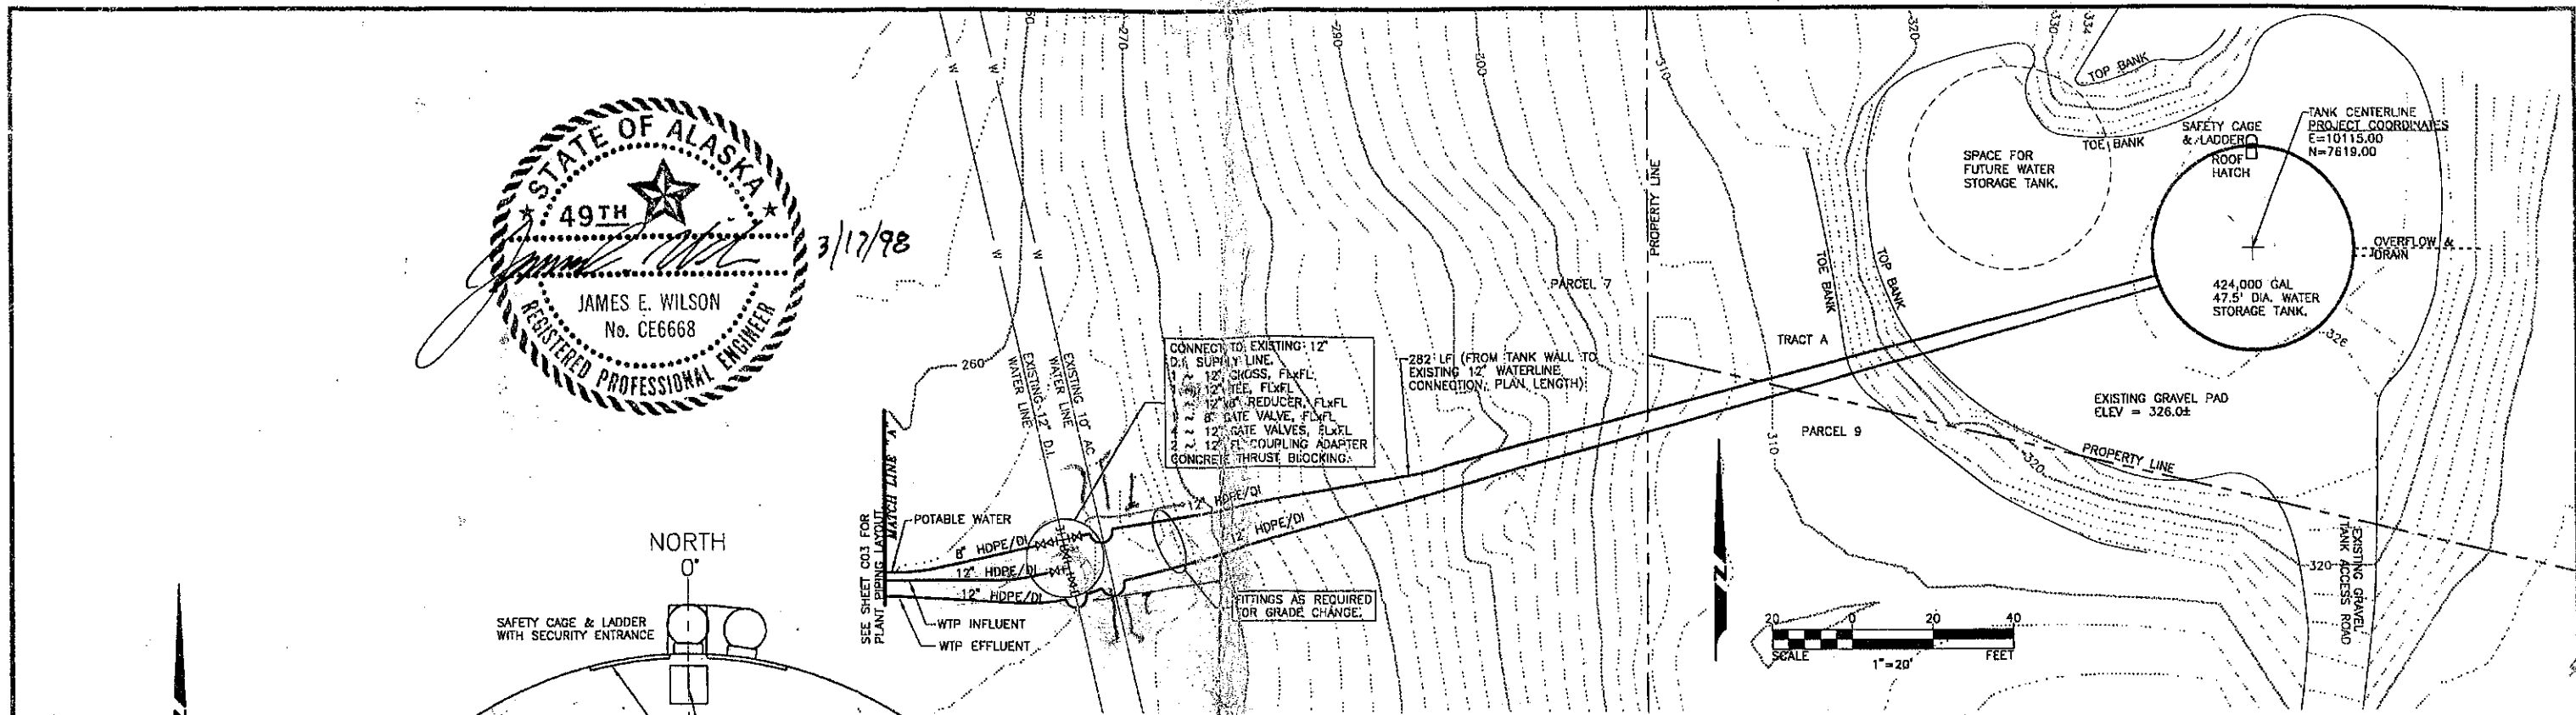 STATE OF ALASKA
49TH
JAMES E. WILSON
No. CE6668
REGISTERED PROFESSIONAL ENGINEER
3/17/98
NORTH
0°
SAFETY CAGE & LADDER
WITH SECURITY ENTRANCE
SEE SHEET C03 FOR
PLANT PIPING LAYOUT
MATCH LINE "A"
POTABLE WATER
8" HDPE/DI
12" HDPE/DI
12" HDPE/DI
WTP INFLUENT
WTP EFFLUENT
260
W
W
W
W
EXISTING 12" D.I.
WATER LINE
EXISTING 10" AC
WATER LINE
270
290
CONNECT TO EXISTING 12"
D.I. SUPPLY LINE.
1 ~ 12" CROSS, FLxFL
12" TEE, FLxFL
REDUCER, FLxFL
1 ~ 8" GATE VALVE, FLxFL
4 ~ 12" GATE VALVES, FLxFL
2 ~ 12" FL COUPLING ADAPTER
CONCRETE THRUST BLOCKING.
12" HDPE/DI
12" HDPE/DI
FITTINGS AS REQUIRED
FOR GRADE CHANGE.
282' LF (FROM TANK WALL TO
EXISTING 12" WATERLINE
CONNECTION, PLAN LENGTH)
PARCEL 7
PROPERTY LINE
310
320
330
334
TRACT A
PARCEL 9
310
TOE BANK
TOP BANK
SPACE FOR
FUTURE WATER
STORAGE TANK.
TOP BANK
TOE BANK
SAFETY CAGE
& LADDER
ROOF
HATCH
TANK CENTERLINE
PROJECT COORDINATES
E=10115.00
N=7619.00
OVERFLOW &
DRAIN
424,000 GAL
47.5' DIA. WATER
STORAGE TANK.
326
EXISTING GRAVEL PAD
ELEV = 326.0±
320
PROPERTY LINE
320
EXISTING GRAVEL
TANK ACCESS ROAD
20 0 20 40
SCALE 1"=20' FEET